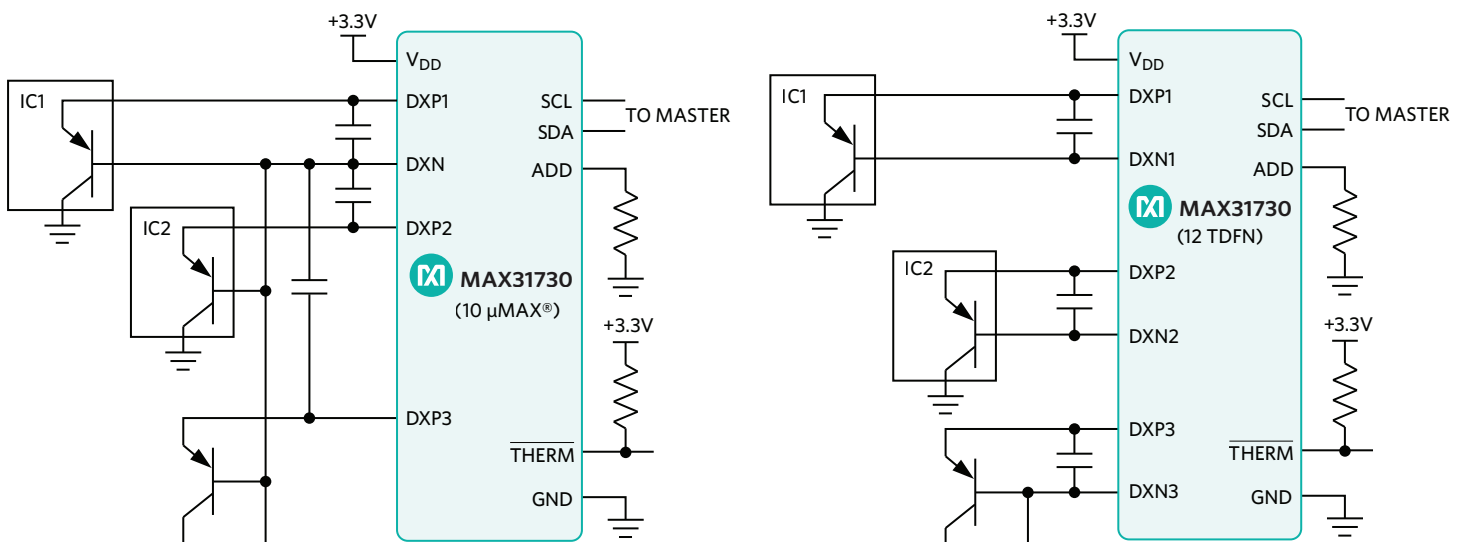 +3.3V
V_DD
IC1
DXP1
SCL
SDA
TO MASTER
DXN
ADD
IC2
DXP2
MAX31730
(10 µMAX®)
+3.3V
DXP3
THERM
GND
+3.3V
V_DD
IC1
DXP1
SCL
SDA
TO MASTER
DXN1
ADD
MAX31730
(12 TDFN)
IC2
DXP2
DXN2
+3.3V
DXP3
THERM
DXN3
GND